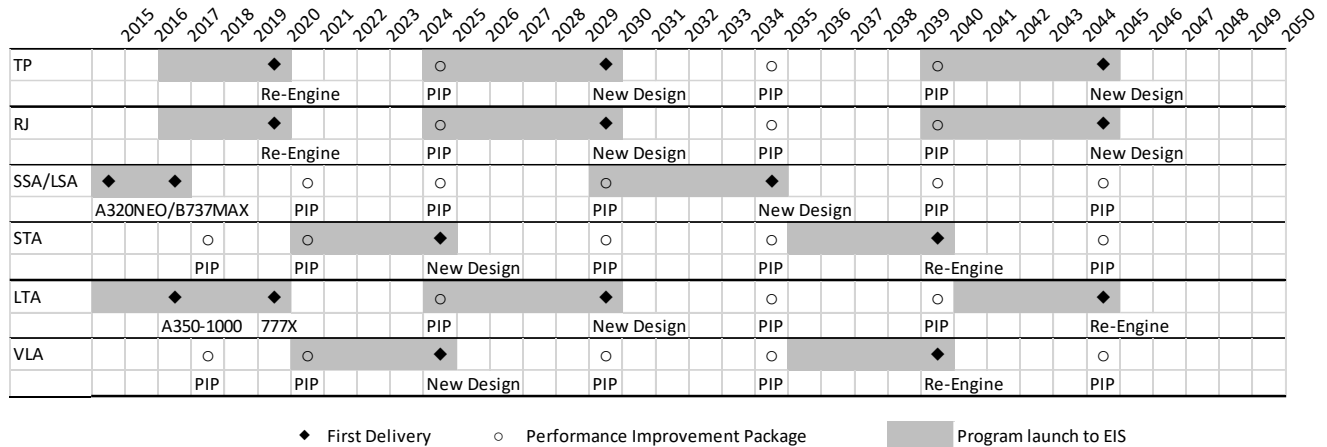 2015 2016 2017 2018 2019 2020 2021 2022 2023 2024 2025 2026 2027 2028 2029 2030 2031 2032 2033 2034 2035 2036 2037 2038 2039 2040 2041 2042 2043 2044 2045 2046 2047 2048 2049 2050
TP
Re-Engine PIP New Design PIP PIP New Design
RJ
Re-Engine PIP New Design PIP PIP New Design
SSA/LSA
A320NEO/B737MAX PIP PIP PIP New Design PIP PIP
STA
PIP PIP New Design PIP PIP Re-Engine PIP
LTA
A350-1000 777X PIP New Design PIP PIP Re-Engine
VLA
PIP PIP New Design PIP PIP Re-Engine PIP
First Delivery Performance Improvement Package Program launch to EIS